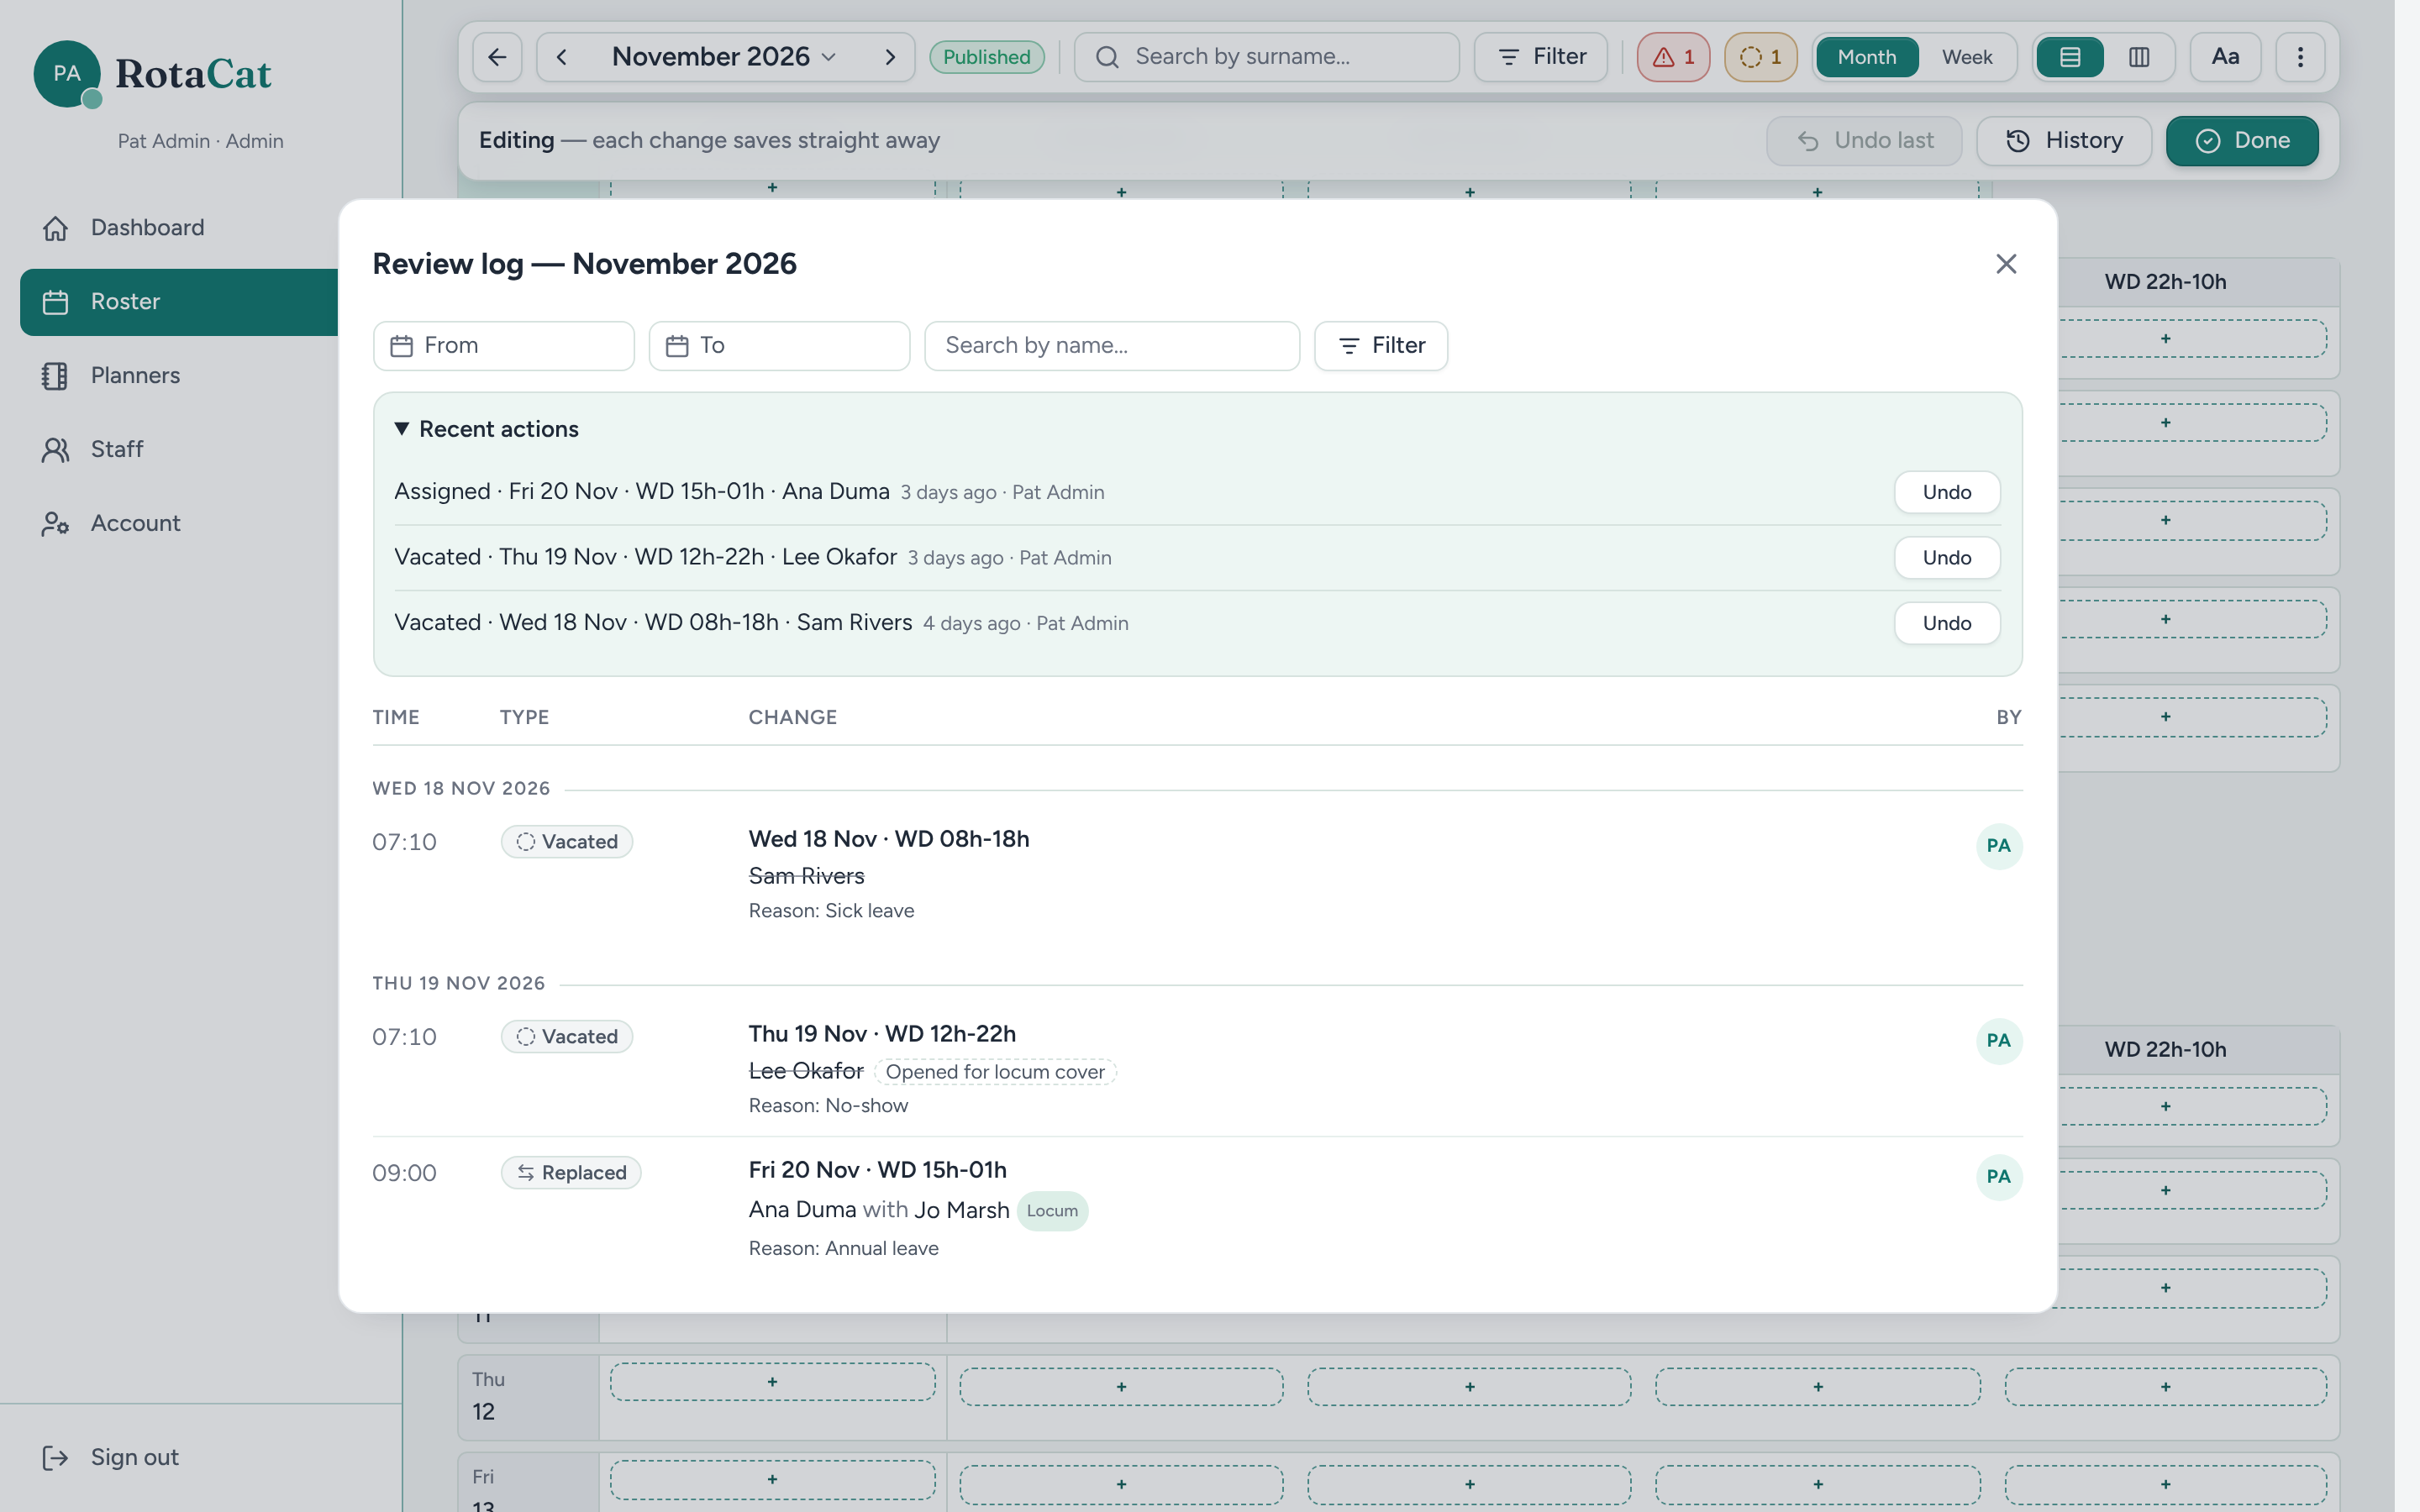 PA RotaCat
Pat Admin · Admin
Dashboard
Roster
Planners
Staff
Account
Sign out
November 2026 Published Search by surname... Filter 1 1 Month Week Aa
Editing — each change saves straight away Undo last History Done
+ + + +
Review log — November 2026
From To Search by name... Filter
Recent actions
Assigned · Fri 20 Nov · WD 15h-01h · Ana Duma 3 days ago · Pat Admin Undo
Vacated · Thu 19 Nov · WD 12h-22h · Lee Okafor 3 days ago · Pat Admin Undo
Vacated · Wed 18 Nov · WD 08h-18h · Sam Rivers 4 days ago · Pat Admin Undo
TIME TYPE CHANGE BY
WED 18 NOV 2026
07:10 Vacated Wed 18 Nov · WD 08h-18h PA
Sam Rivers
Reason: Sick leave
THU 19 NOV 2026
07:10 Vacated Thu 19 Nov · WD 12h-22h PA
Lee Okafor Opened for locum cover
Reason: No-show
09:00 Replaced Fri 20 Nov · WD 15h-01h PA
Ana Duma with Jo Marsh Locum
Reason: Annual leave
WD 22h-10h
+
+
+
+
+
WD 22h-10h
+
+
+
11
Thu
12
+ + + + +
Fri
13
+ + + + +